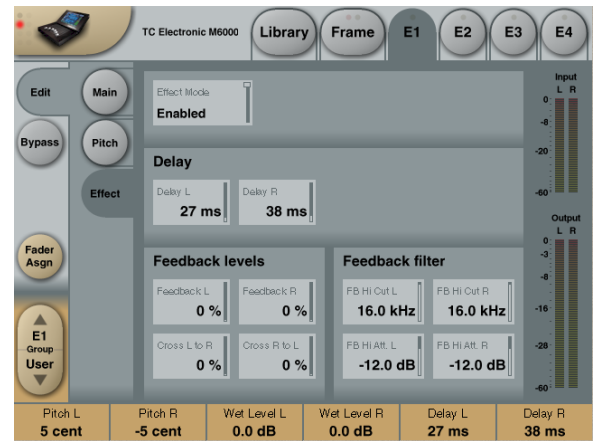 TC Electronic M6000
Library
Frame
E1
E2
E3
E4
Edit
Bypass
Fader
Asgn
E1
Group
User
Main
Pitch
Effect
Effect Mode
Enabled
Delay
Delay L
27 ms
Delay R
38 ms
Feedback levels
Feedback L
0 %
Feedback R
0 %
Cross L to R
0 %
Cross R to L
0 %
Feedback filter
FB Hi Cut L
16.0 kHz
FB Hi Cut R
16.0 kHz
FB Hi Att. L
-12.0 dB
FB Hi Att. R
-12.0 dB
Input
L R
0
-8
-20
-60
Output
L R
0
-3
-8
-16
-28
-60
Pitch L
5 cent
Pitch R
-5 cent
Wet Level L
0.0 dB
Wet Level R
0.0 dB
Delay L
27 ms
Delay R
38 ms